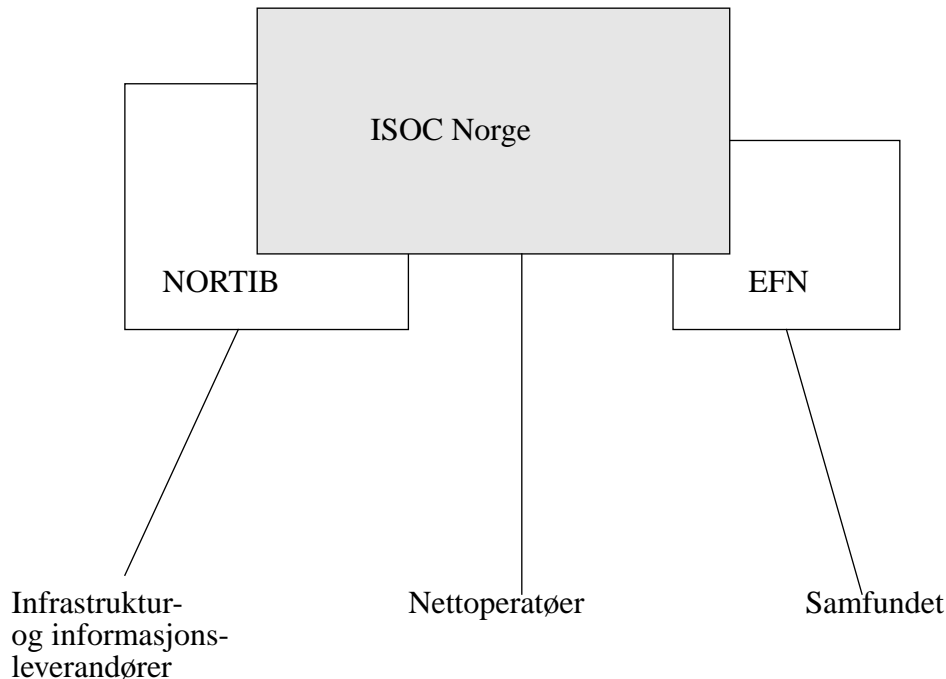 ISOC Norge
NORTIB
EFN
Infrastruktur-
og informasjons-
leverandører
Nettoperatøer
Samfundet